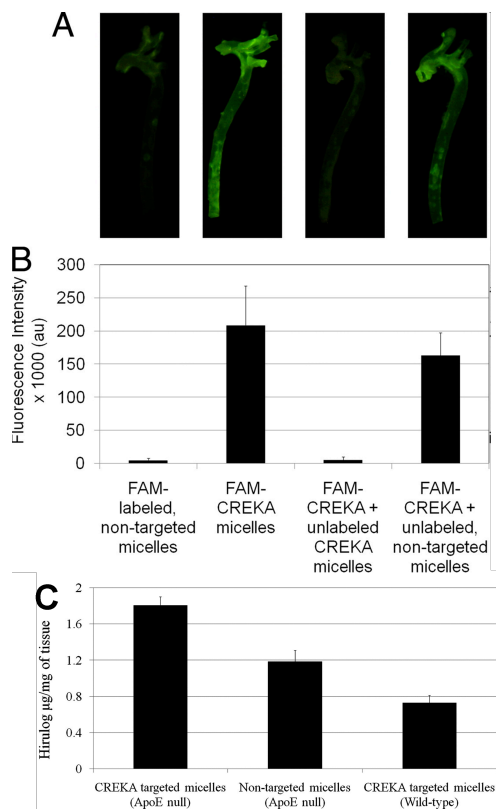 A
B
300
250
200
150
100
50
0
Fluorescence Intensity
x 1000 (au)
FAM-
labeled,
non-targeted
micelles
FAM-
CREKA
micelles
FAM-
CREKA +
unlabeled
CREKA
micelles
FAM-
CREKA +
unlabeled,
non-targeted
micelles
C
2
1.6
1.2
0.8
0.4
0
Hirulog µg/mg of tissue
CREKA targeted micelles
(ApoE null)
Non-targeted micelles
(ApoE null)
CREKA targeted micelles
(Wild-type)